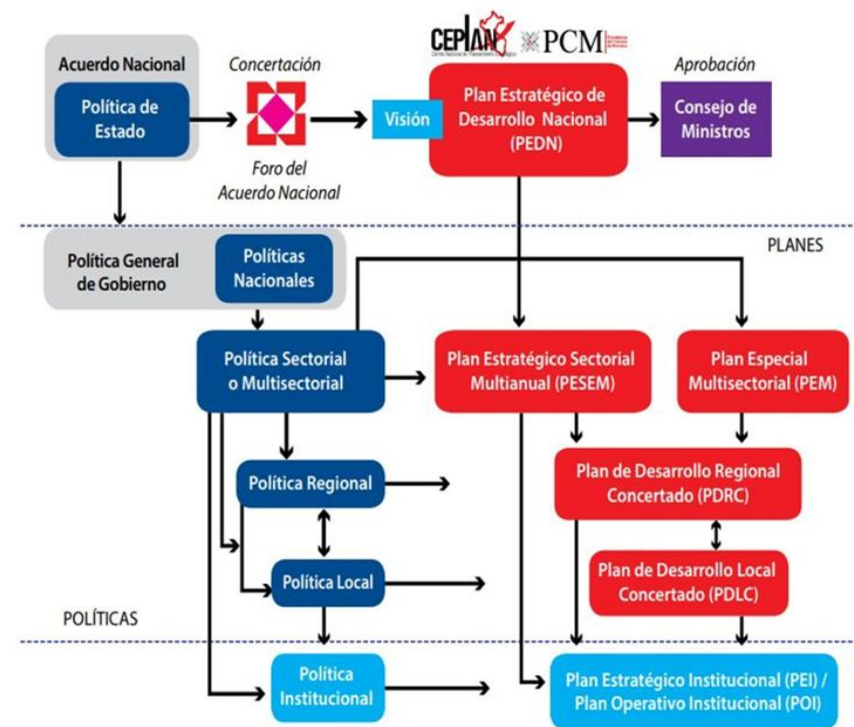 CEPLAN
PCM
Acuerdo Nacional
Política de
Estado
Concertación
Foro del
Acuerdo Nacional
Visión
Plan Estratégico de
Desarrollo Nacional
(PEDN)
Aprobación
Consejo de
Ministros
PLANES
Política General
de Gobierno
Políticas
Nacionales
Política Sectorial
o Multisectorial
Plan Estratégico Sectorial
Multianual (PESEM)
Plan Especial
Multisectorial (PEM)
Política Regional
Plan de Desarrollo Regional
Concertado (PDRC)
Política Local
Plan de Desarrollo Local
Concertado (PDLC)
POLÍTICAS
Política
Institucional
Plan Estratégico Institucional (PEI) /
Plan Operativo Institucional (POI)